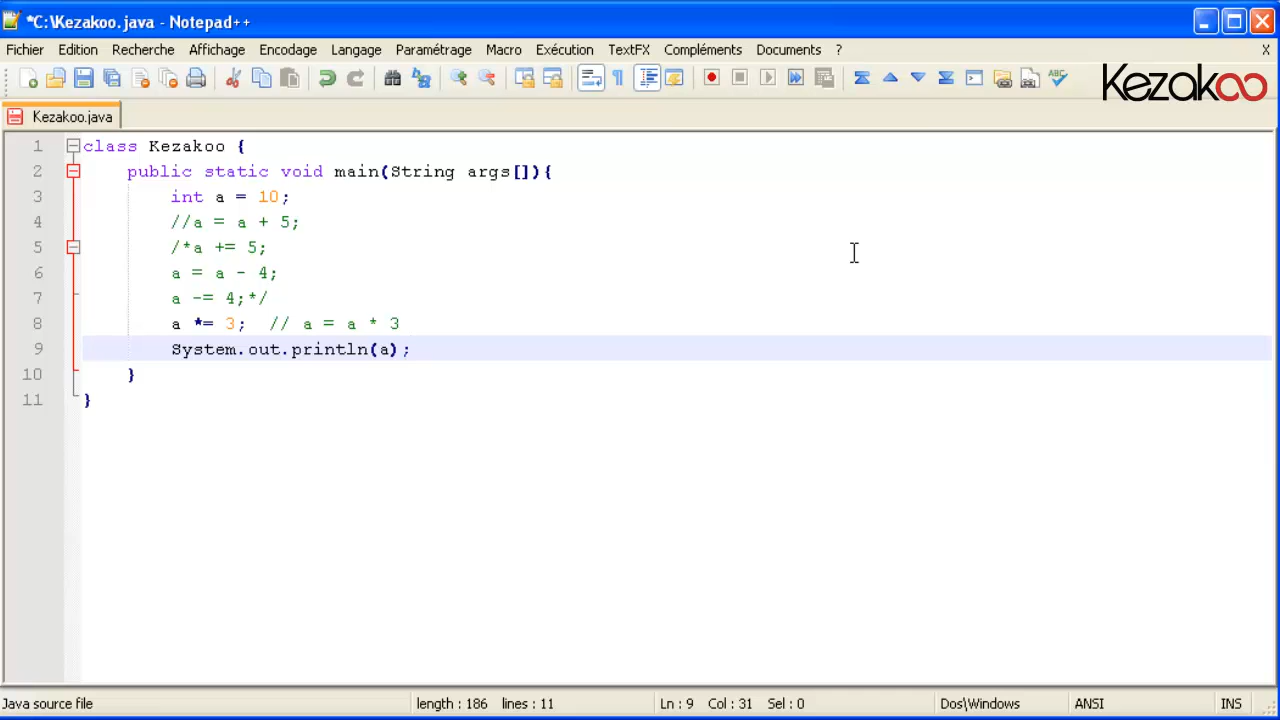 *C:\Kezakoo.java - Notepad++
Fichier Edition Recherche Affichage Encodage Langage Paramétrage Macro Exécution TextFX Compléments Documents ? X
Kezakoo
Kezakoo.java
1 class Kezakoo {
2 public static void main(String args[]){
3 int a = 10;
4 //a = a + 5;
5 /*a += 5;
6 a = a - 4;
7 a -= 4;*/
8 a *= 3; // a = a * 3
9 System.out.println(a);
10 }
11 }
Java source file length : 186 lines : 11 Ln : 9 Col : 31 Sel : 0 Dos\Windows ANSI INS